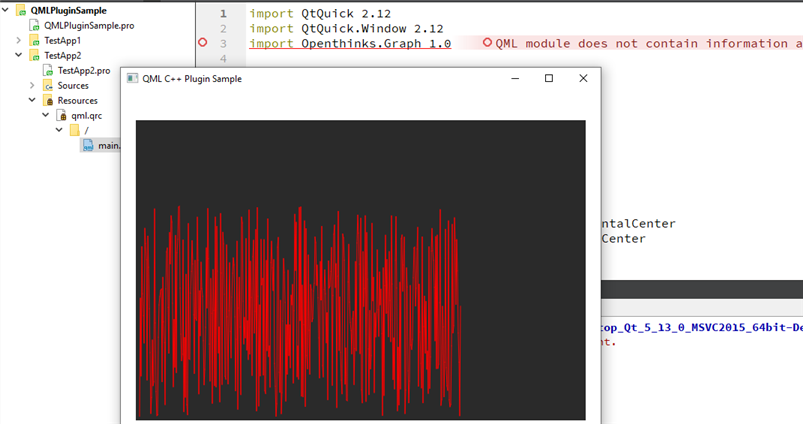 QMLPluginSample
QMLPluginSample.pro
TestApp1
TestApp2
TestApp2.pro
Sources
Resources
qml.qrc
/
main.
1 import QtQuick 2.12
2 import QtQuick.Window 2.12
3 import Openthinks.Graph 1.0 QML module does not contain information a
4
QML C++ Plugin Sample
ntalCenter
Center
top_Qt_5_13_0_MSVC2015_64bit-De
nt.